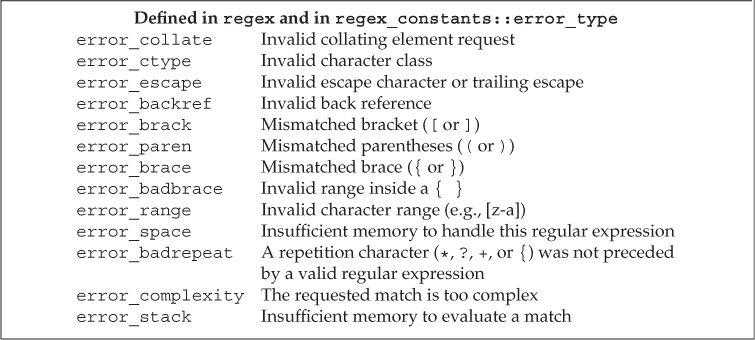 Defined in regex and in regex_constants::error_type
error_collate Invalid collating element request
error_ctype Invalid character class
error_escape Invalid escape character or trailing escape
error_backref Invalid back reference
error_brack Mismatched bracket ([ or ])
error_paren Mismatched parentheses (( or ))
error_brace Mismatched brace ({ or })
error_badbrace Invalid range inside a { }
error_range Invalid character range (e.g., [z-a])
error_space Insufficient memory to handle this regular expression
error_badrepeat A repetition character (*, ?, +, or {) was not preceded
by a valid regular expression
error_complexity The requested match is too complex
error_stack Insufficient memory to evaluate a match